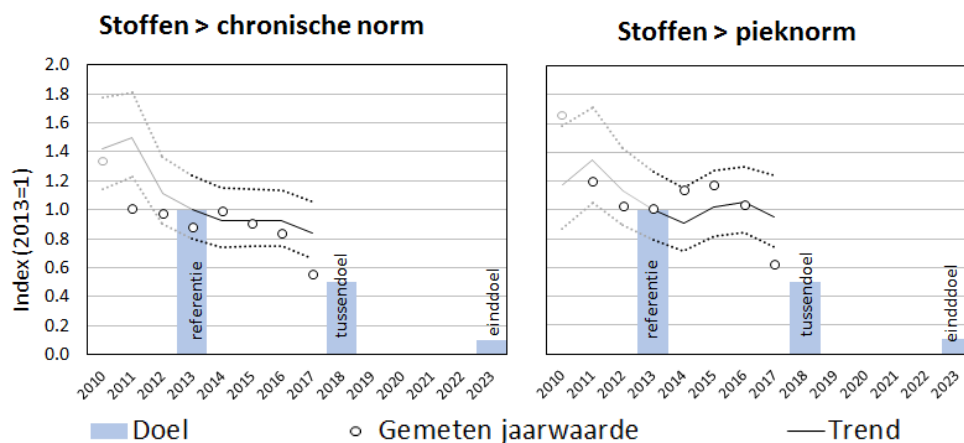 Stoffen > chronische norm
Stoffen > pieknorm
Index (2013=1)
2.0
1.8
1.6
1.4
1.2
1.0
0.8
0.6
0.4
0.2
0.0
referentie
tussendoel
einddoel
referentie
tussendoel
einddoel
2010 2011 2012 2013 2014 2015 2016 2017 2018 2019 2020 2021 2022 2023
2010 2011 2012 2013 2014 2015 2016 2017 2018 2019 2020 2021 2022 2023
Doel
Gemeten jaarwaarde
Trend